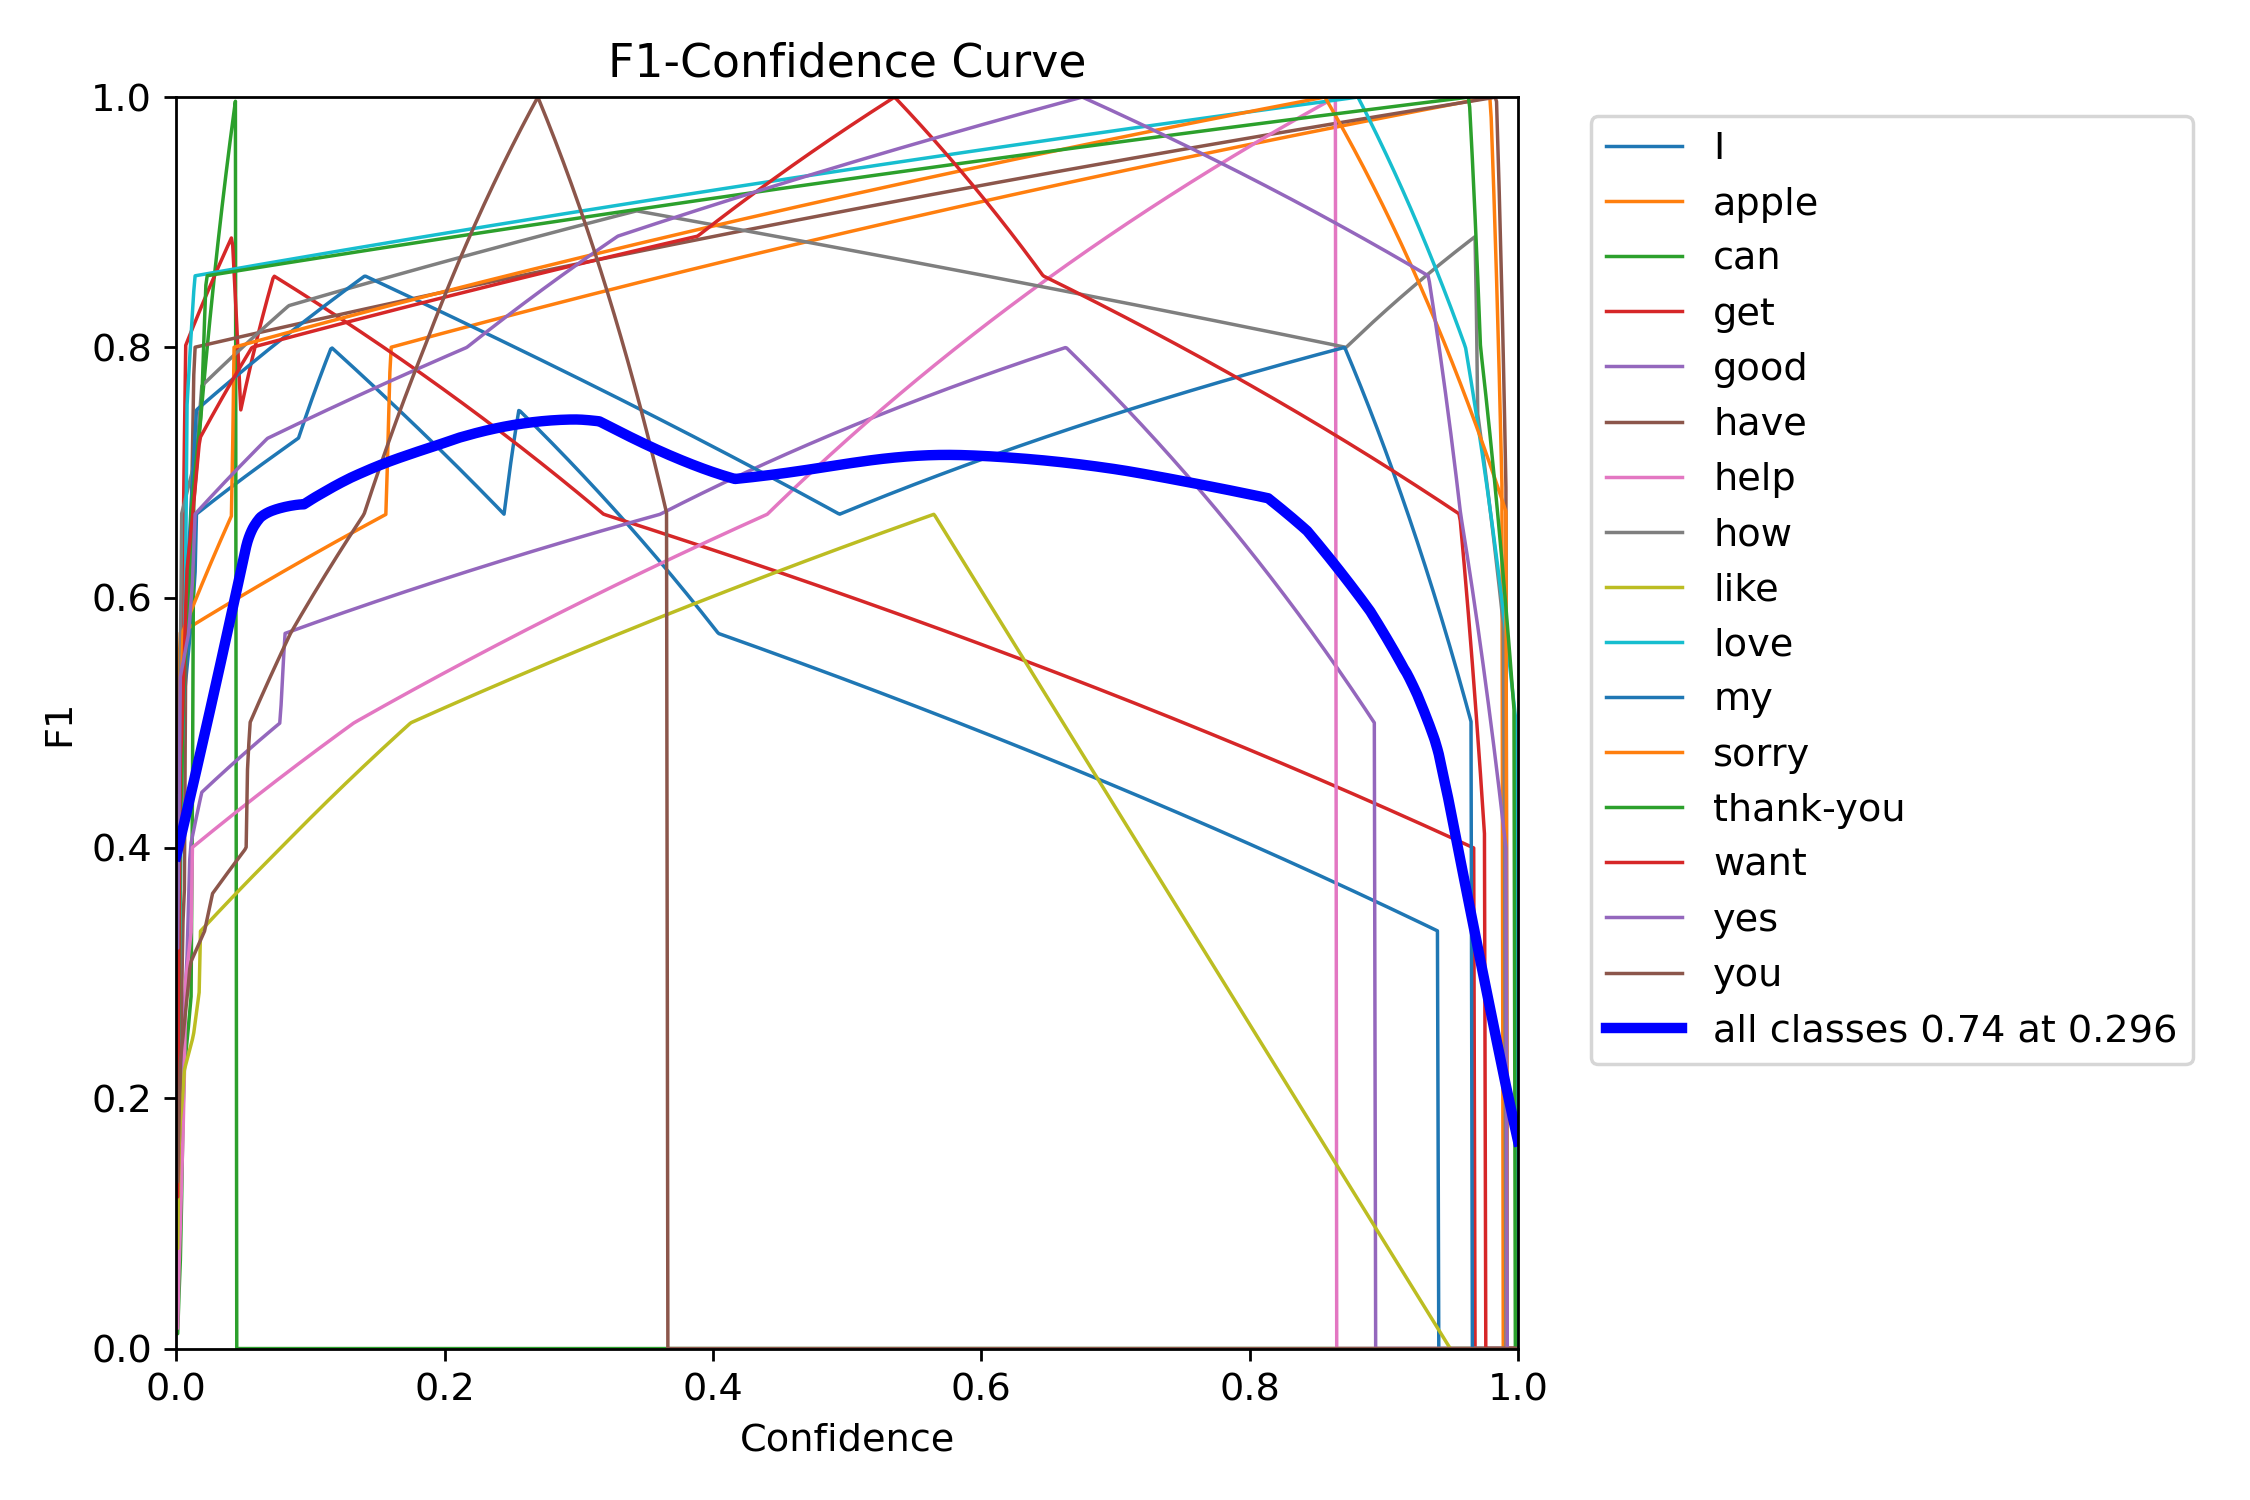 F1-Confidence Curve
1.0
0.8
0.6
0.4
0.2
0.0
F1
0.0 0.2 0.4 0.6 0.8 1.0
Confidence
I
apple
can
get
good
have
help
how
like
love
my
sorry
thank-you
want
yes
you
all classes 0.74 at 0.296